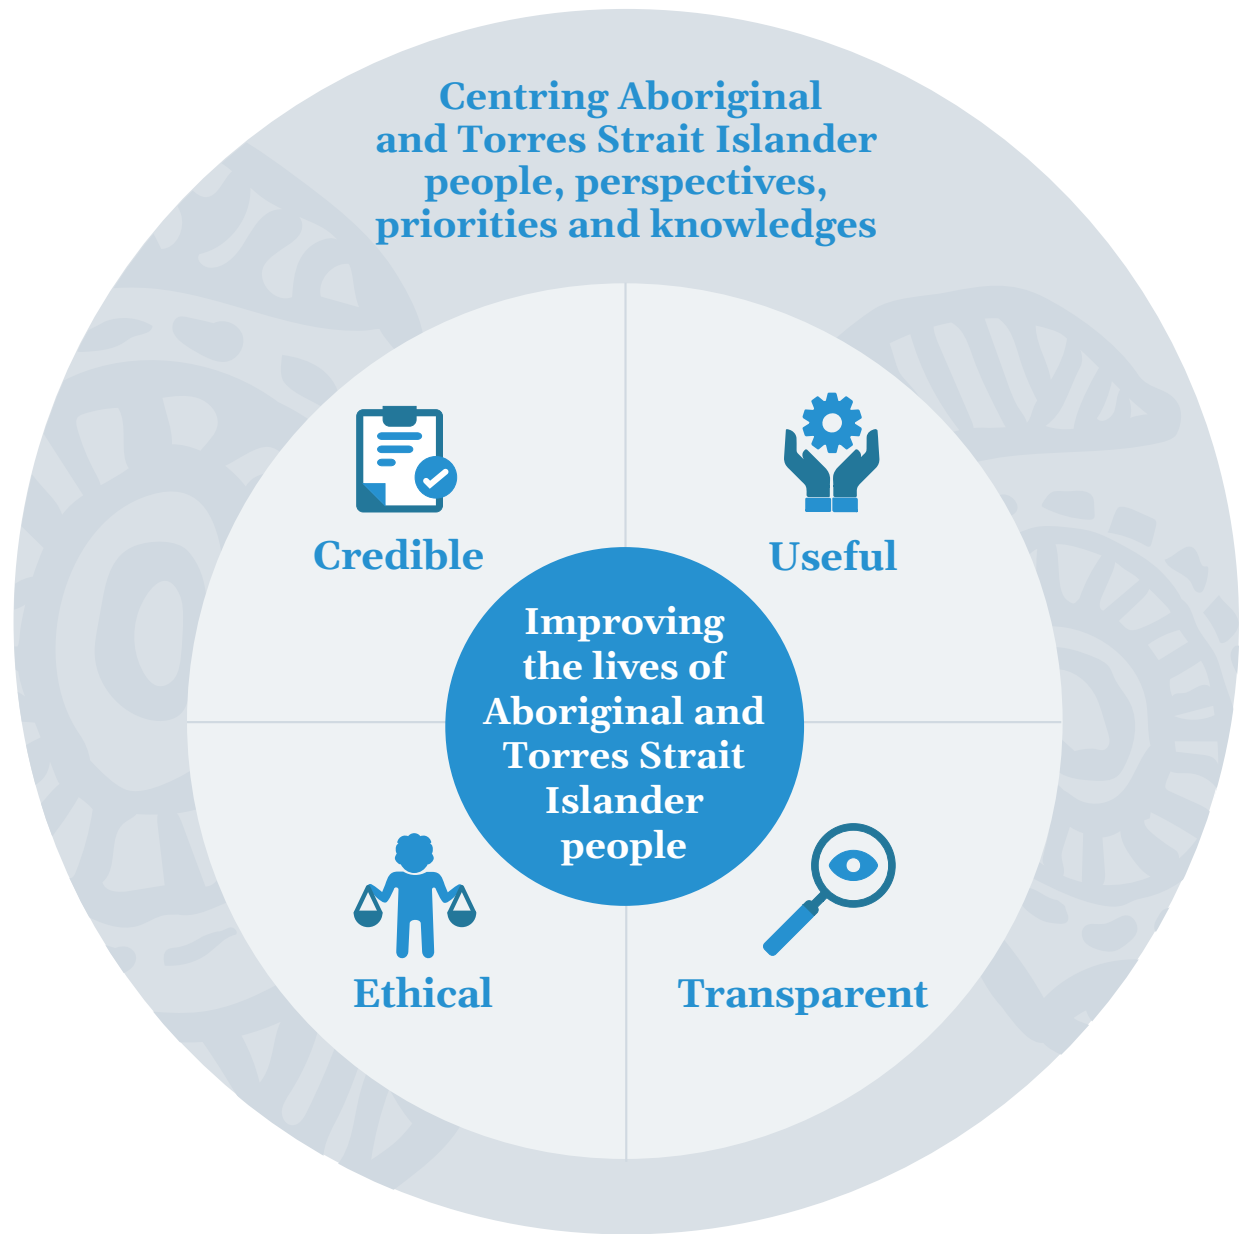 Centring Aboriginal
and Torres Strait Islander
people, perspectives,
priorities and knowledges
Credible
Useful
Improving
the lives of
Aboriginal and
Torres Strait
Islander
people
Ethical
Transparent